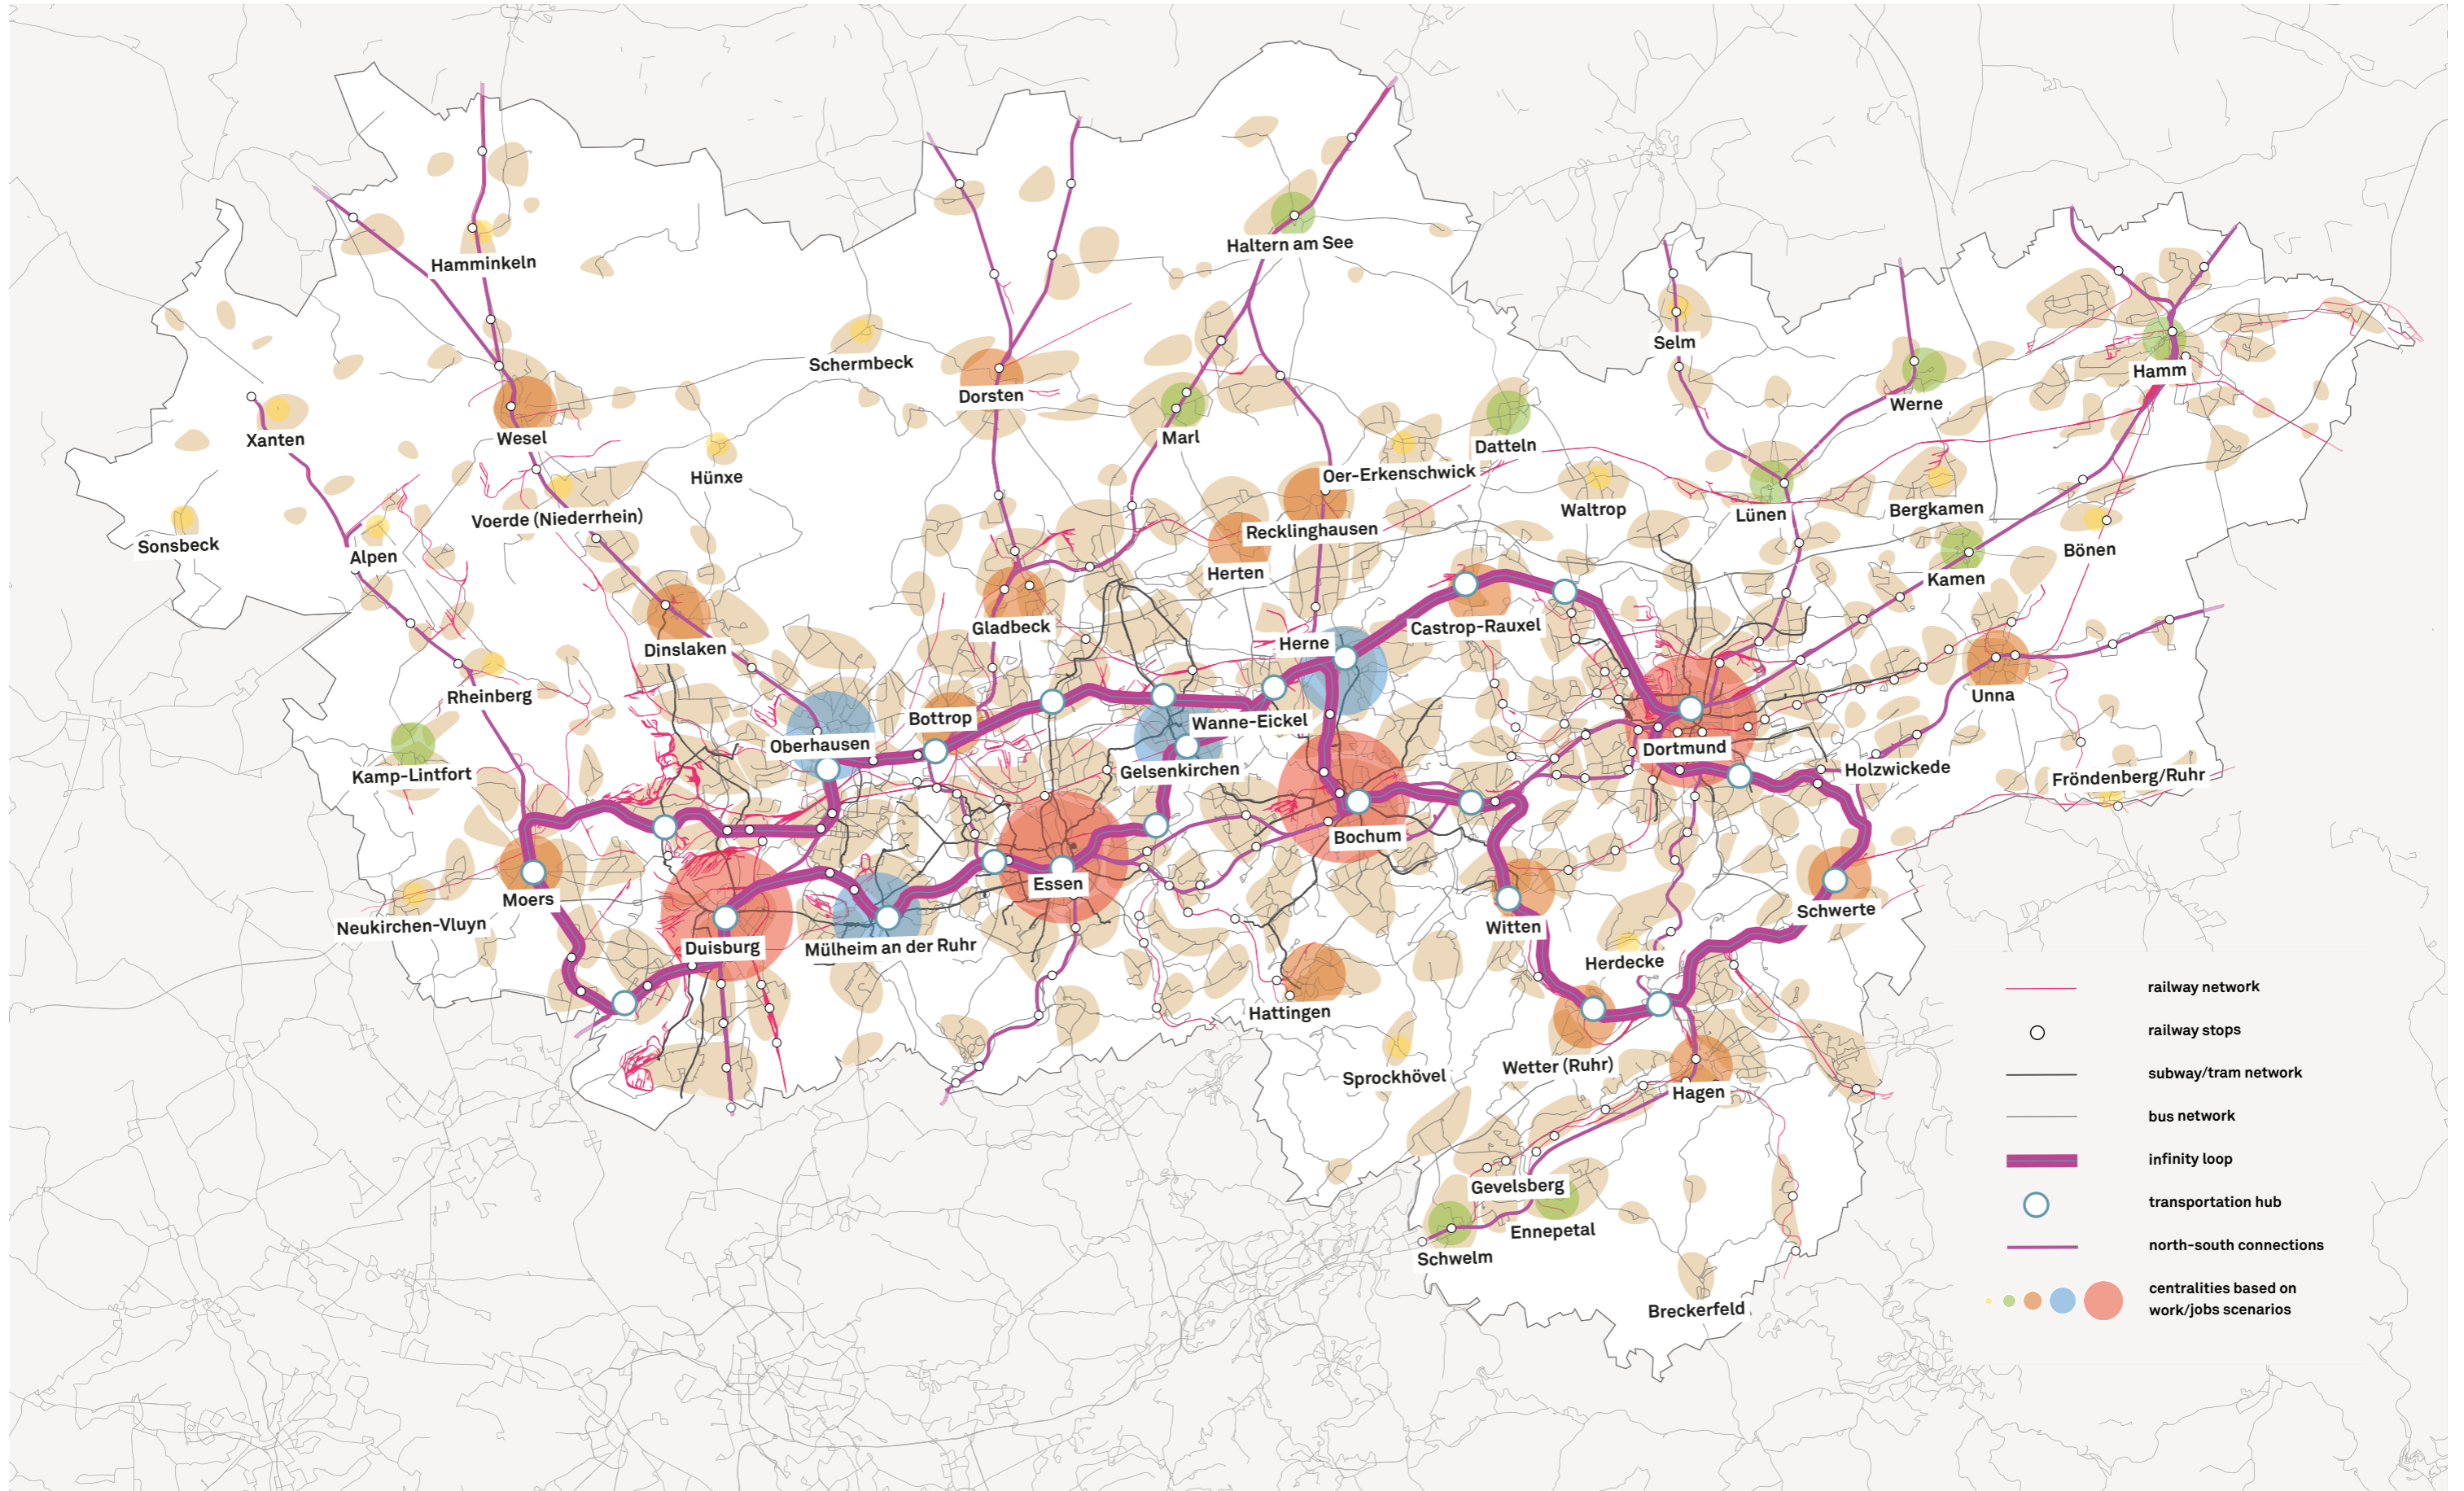 Haltern am See
Hamminkeln
Selm
Schermbeck
Hamm
Dorsten
Werne
Xanten
Wesel
Marl
Datteln
Hünxe
Oer-Erkenschwick
Voerde (Niederrhein)
Waltrop
Bergkamen
Lünen
Recklinghausen
Sonsbeck
Alpen
Bönen
Herten
Kamen
Gladbeck
Castrop-Rauxel
Herne
Dinslaken
Rheinberg
Unna
Bottrop
Wanne-Eickel
Oberhausen
Dortmund
Gelsenkirchen
Holzwickede
Kamp-Lintfort
Fröndenberg/Ruhr
Bochum
Essen
Moers
Schwerte
Neukirchen-Vluyn
Witten
Duisburg
Mülheim an der Ruhr
Herdecke
Hattingen
Wetter (Ruhr)
Sprockhövel
Hagen
Gevelsberg
Ennepetal
Schwelm
Breckerfeld
railway network
railway stops
subway/tram network
bus network
infinity loop
transportation hub
north-south connections
centralities based on
work/jobs scenarios